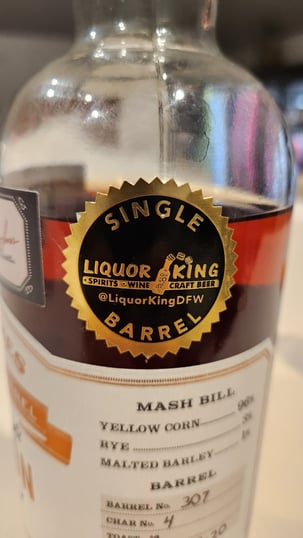 SINGLE
LIQUOR KING
• SPIRITS • WINE CRAFT BEER
@LiquorKingDFW
BARREL
MASH BILL
YELLOW CORN 96%
RYE
MALTED BARLEY
BARREL
BARREL No. 307
CHAR No. 4